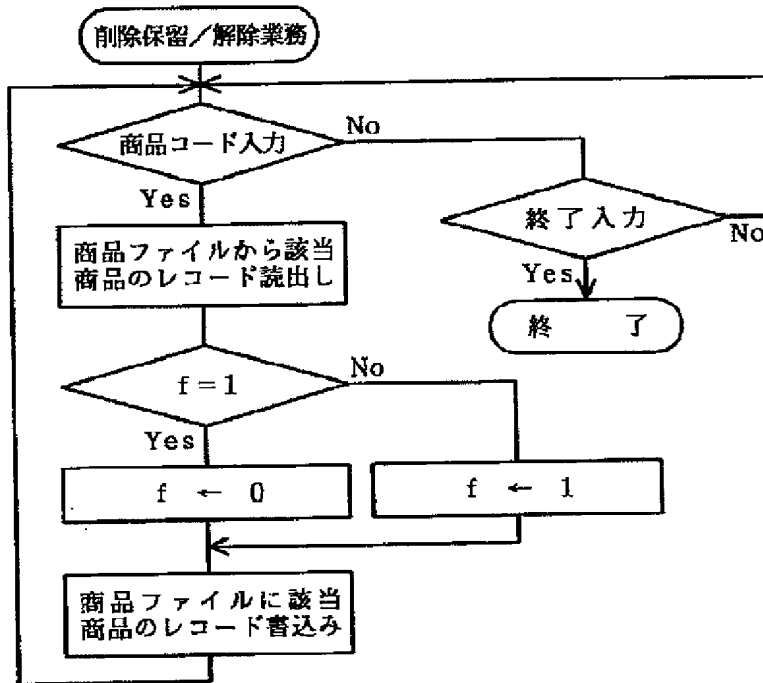 削除保留／解除業務
商品コード入力
No
Yes
終了入力
No
Yes
終 了
商品ファイルから該当
商品のレコード読出し
f＝1
No
Yes
f ← 0
f ← 1
商品ファイルに該当
商品のレコード書込み